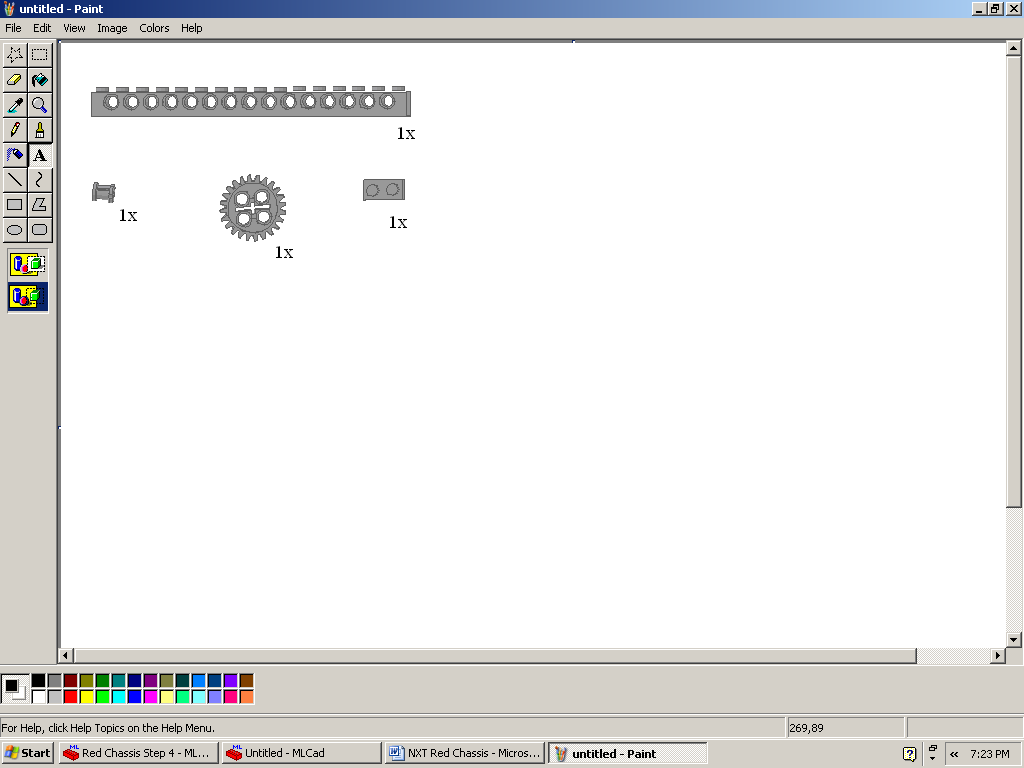 untitled - Paint
File Edit View Image Colors Help
A
1x
1x
1x
1x
For Help, click Help Topics on the Help Menu.
269,89
Start
ML Red Chassis Step 4 - ML...
ML Untitled - MLCad
NXT Red Chassis - Micros...
untitled - Paint
7:23 PM